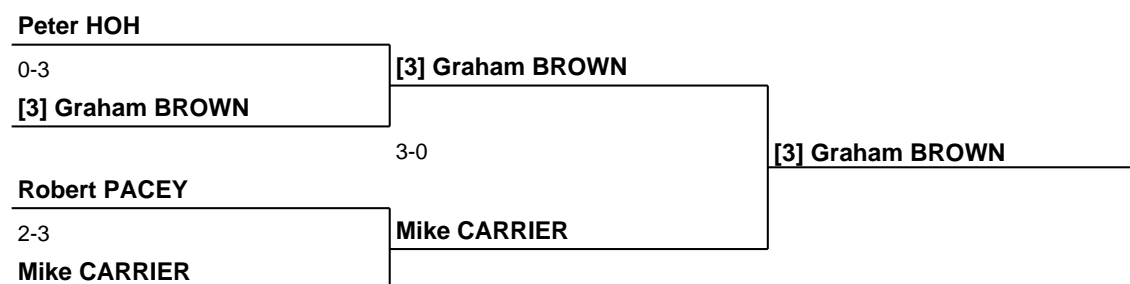 Peter HOH
0-3
[3] Graham BROWN
[3] Graham BROWN
3-0
[3] Graham BROWN
Robert PACEY
2-3
Mike CARRIER
Mike CARRIER